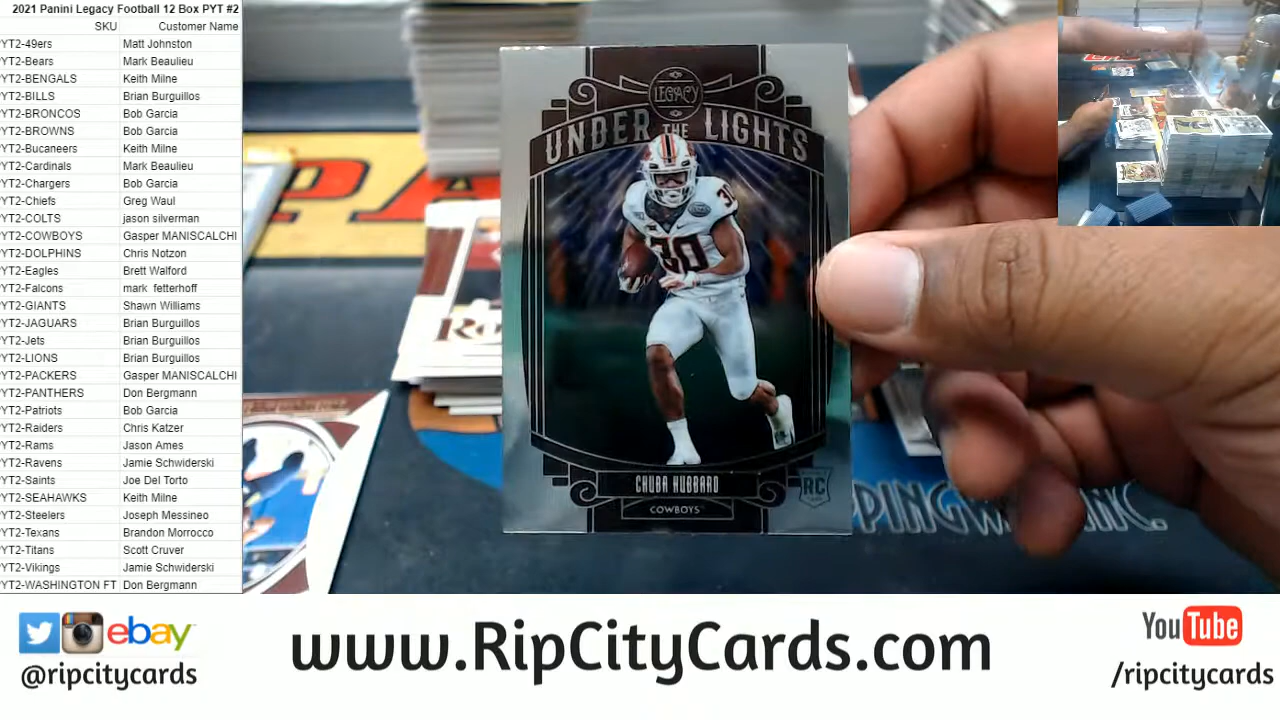 2021 Panini Legacy Football 12 Box PYT #2
SKU Customer Name
YT2-49ers Matt Johnston
YT2-Bears Mark Beaulieu
YT2-BENGALS Keith Milne
YT2-BILLS Brian Burguillos
YT2-BRONCOS Bob Garcia
YT2-BROWNS Bob Garcia
YT2-Bucaneers Keith Milne
YT2-Cardinals Mark Beaulieu
YT2-Chargers Bob Garcia
YT2-Chiefs Greg Waul
YT2-COLTS jason silverman
YT2-COWBOYS Gasper MANISCALCHI
YT2-DOLPHINS Chris Notzon
YT2-Eagles Brett Walford
YT2-Falcons mark fetterhoff
YT2-GIANTS Shawn Williams
YT2-JAGUARS Brian Burguillos
YT2-Jets Brian Burguillos
YT2-LIONS Brian Burguillos
YT2-PACKERS Gasper MANISCALCHI
YT2-PANTHERS Don Bergmann
YT2-Patriots Bob Garcia
YT2-Raiders Chris Katzer
YT2-Rams Jason Ames
YT2-Ravens Jamie Schwiderski
YT2-Saints Joe Del Torto
YT2-SEAHAWKS Keith Milne
YT2-Steelers Joseph Messineo
YT2-Texans Brandon Morrocco
YT2-Titans Scott Cruver
YT2-Vikings Jamie Schwiderski
YT2-WASHINGTON FT Don Bergmann
LEGACY
UNDER THE LIGHTS
30
30
CHUBA HUBBARD
RC
COWBOYS
PA
PPINGW INC.
ebay
@ripcitycards
www.RipCityCards.com
YouTube
/ripcitycards